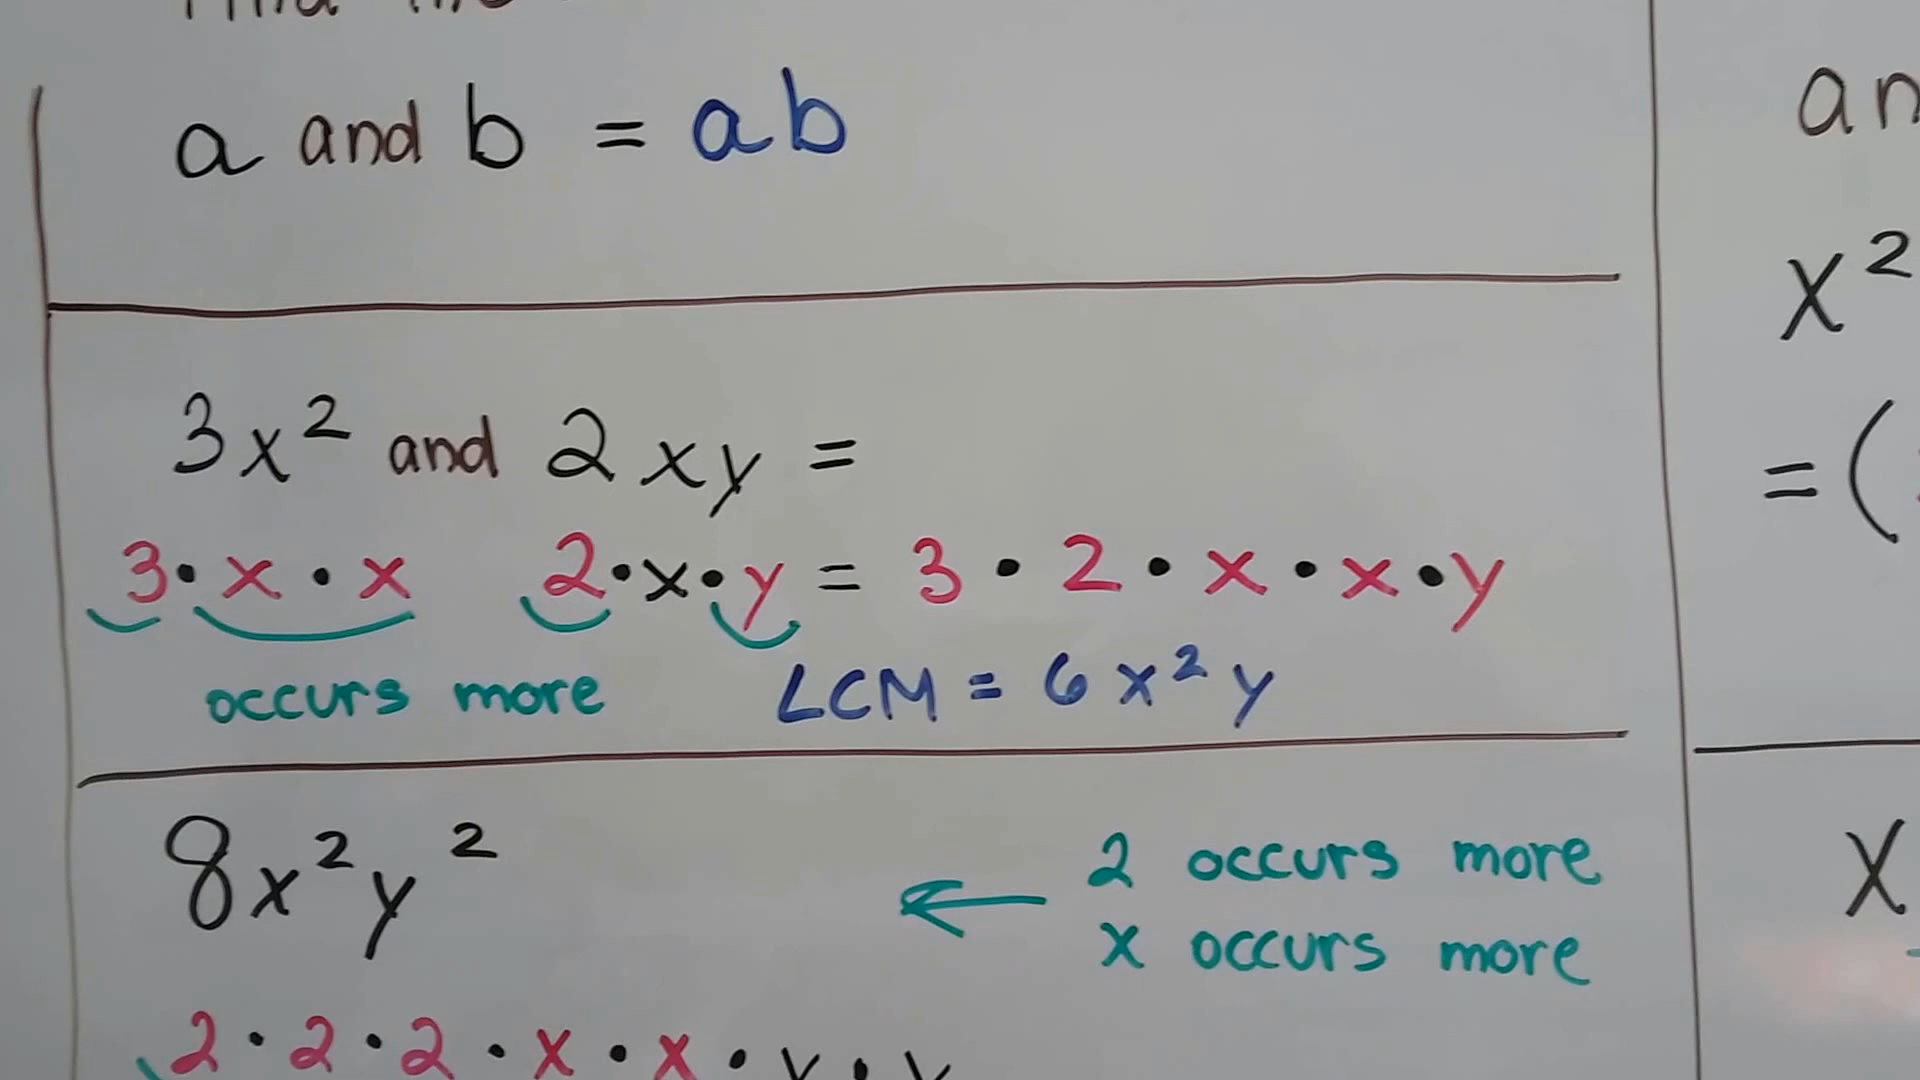 a and b = ab
3x² and 2xy =
3·x·x 2·x·y = 3·2·x·x·y
occurs more LCM = 6x²y
8x²y²
← 2 occurs more
x occurs more
2·2·2·x·x·y·y
an
x²
= (
x